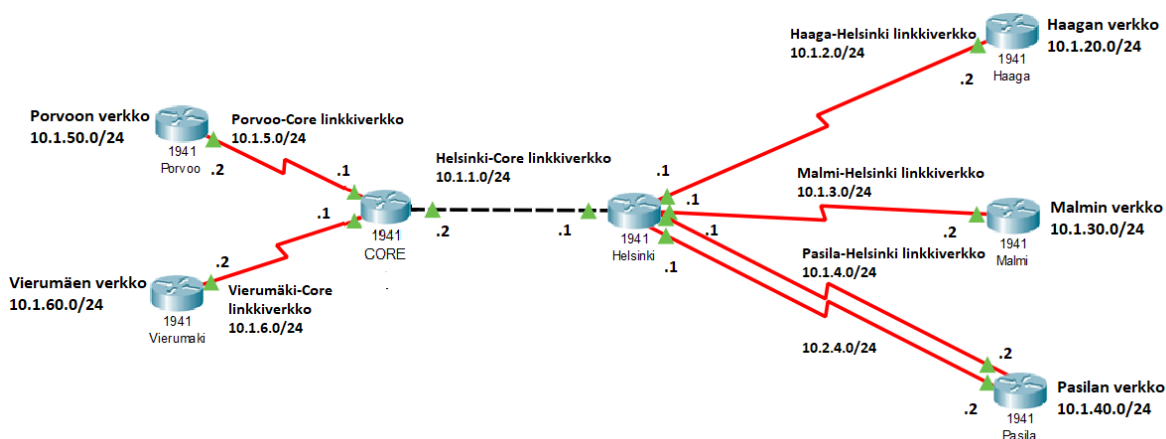 Haaga-Helsinki linkkiverkko
10.1.2.0/24
Haagan verkko
10.1.20.0/24
.2
1941
Haaga
Porvoon verkko
10.1.50.0/24
Porvoo-Core linkkiverkko
10.1.5.0/24
1941
Porvoo
.2
.1
Helsinki-Core linkkiverkko
10.1.1.0/24
.1
.1
Malmi-Helsinki linkkiverkko
10.1.3.0/24
Malmin verkko
10.1.30.0/24
.1
1941
CORE
.2
.1
1941
Helsinki
.1
.2
1941
Malmi
.1
Vierumäen verkko
10.1.60.0/24
.2
1941
Vierumaki
Vierumäki-Core
linkkiverkko
10.1.6.0/24
Pasila-Helsinki linkkiverkko
10.1.4.0/24
10.2.4.0/24
.2
.2
1941
Pasila
Pasilan verkko
10.1.40.0/24